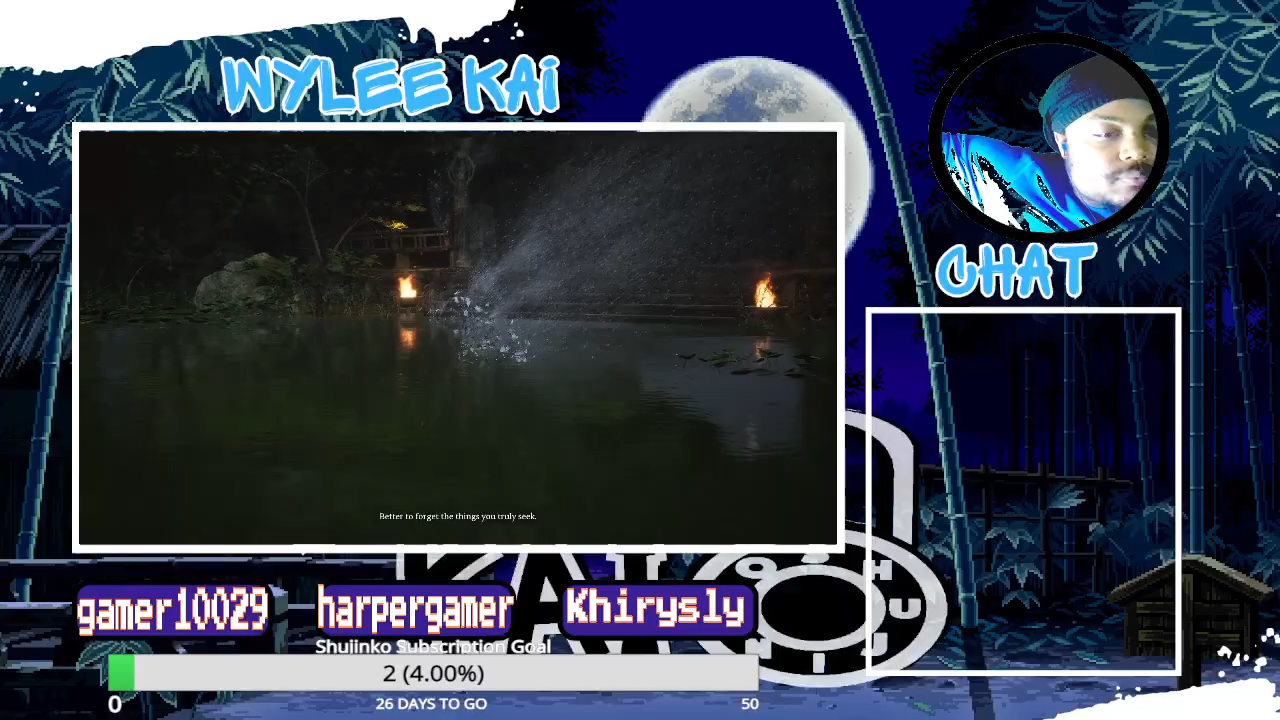 WYLEE KAi
CHAT
Better to forget the things you truly seek.
gamer10029
harpergamer
Khirysly
Shujinko Subscription Goal
2 (4.00%)
0
26 DAYS TO GO
50